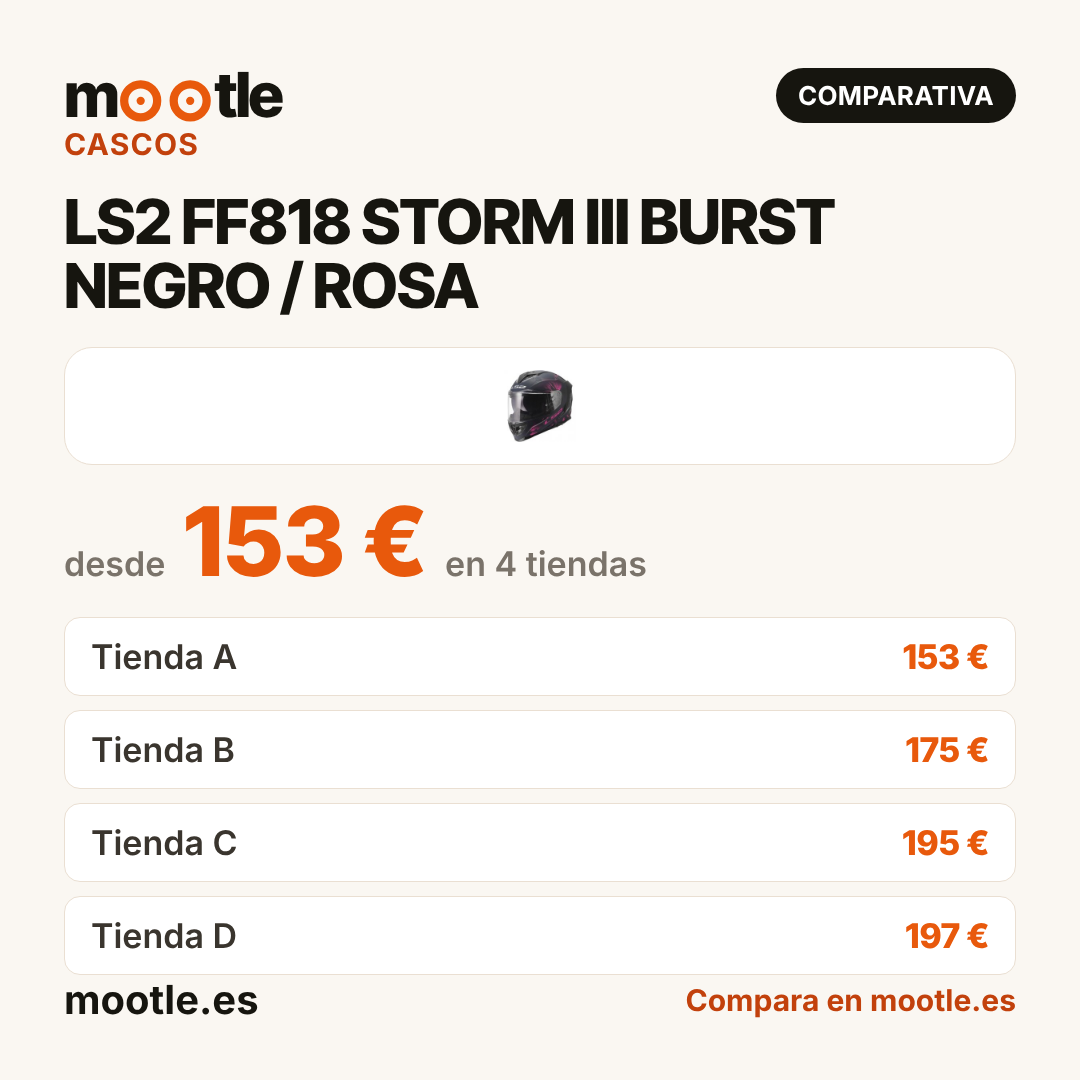 mootle
COMPARATIVA
CASCOS
LS2 FF818 STORM III BURST
NEGRO / ROSA
desde 153 € en 4 tiendas
Tienda A 153 €
Tienda B 175 €
Tienda C 195 €
Tienda D 197 €
mootle.es
Compara en mootle.es